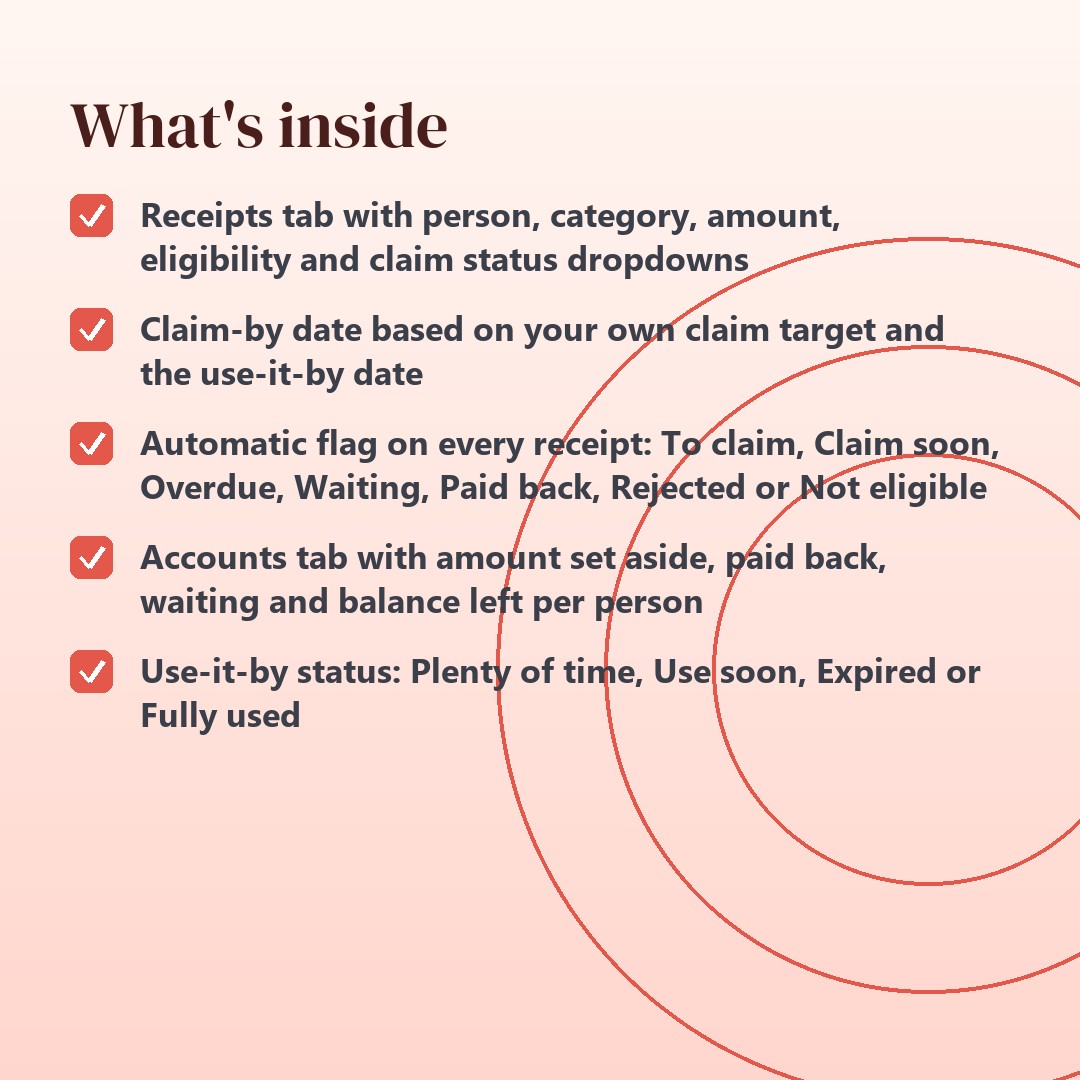 What's inside
Receipts tab with person, category, amount,
eligibility and claim status dropdowns
Claim-by date based on your own claim target and
the use-it-by date
Automatic flag on every receipt: To claim, Claim soon,
Overdue, Waiting, Paid back, Rejected or Not eligible
Accounts tab with amount set aside, paid back,
waiting and balance left per person
Use-it-by status: Plenty of time, Use soon, Expired or
Fully used